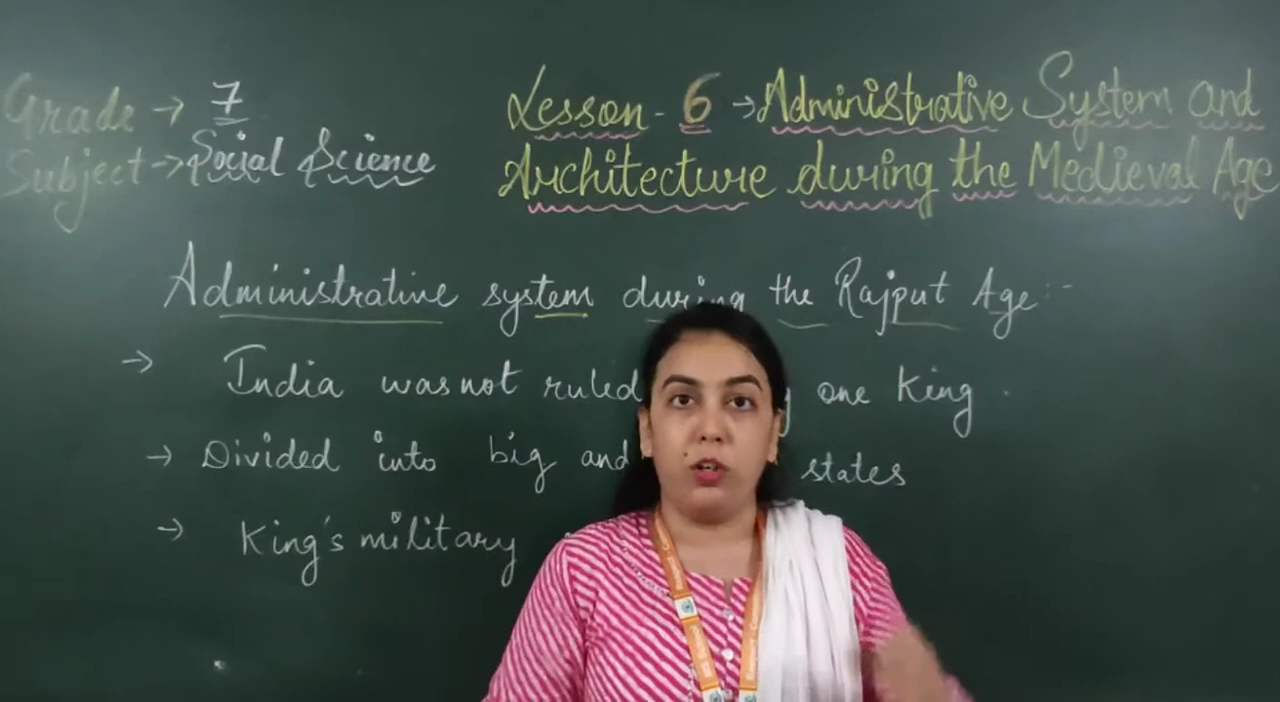 Grade → 7
Subject → Social Science
Lesson - 6 → Administrative System and
Architecture during the Medieval Age
Administrative system during the Rajput Age :-
→ India was not ruled one King .
→ Divided into big and states
→ King's military